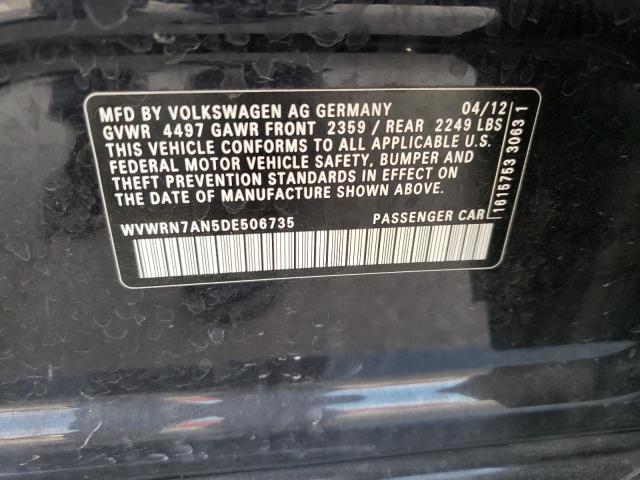 MFD BY VOLKSWAGEN AG GERMANY 04/12
GVWR 4497 GAWR FRONT 2359 / REAR 2249 LBS
THIS VEHICLE CONFORMS TO ALL APPLICABLE U.S.
FEDERAL MOTOR VEHICLE SAFETY, BUMPER AND
THEFT PREVENTION STANDARDS IN EFFECT ON
THE DATE OF MANUFACTURE SHOWN ABOVE.
WVWRN7AN5DE506735 PASSENGER CAR
1615753 30631